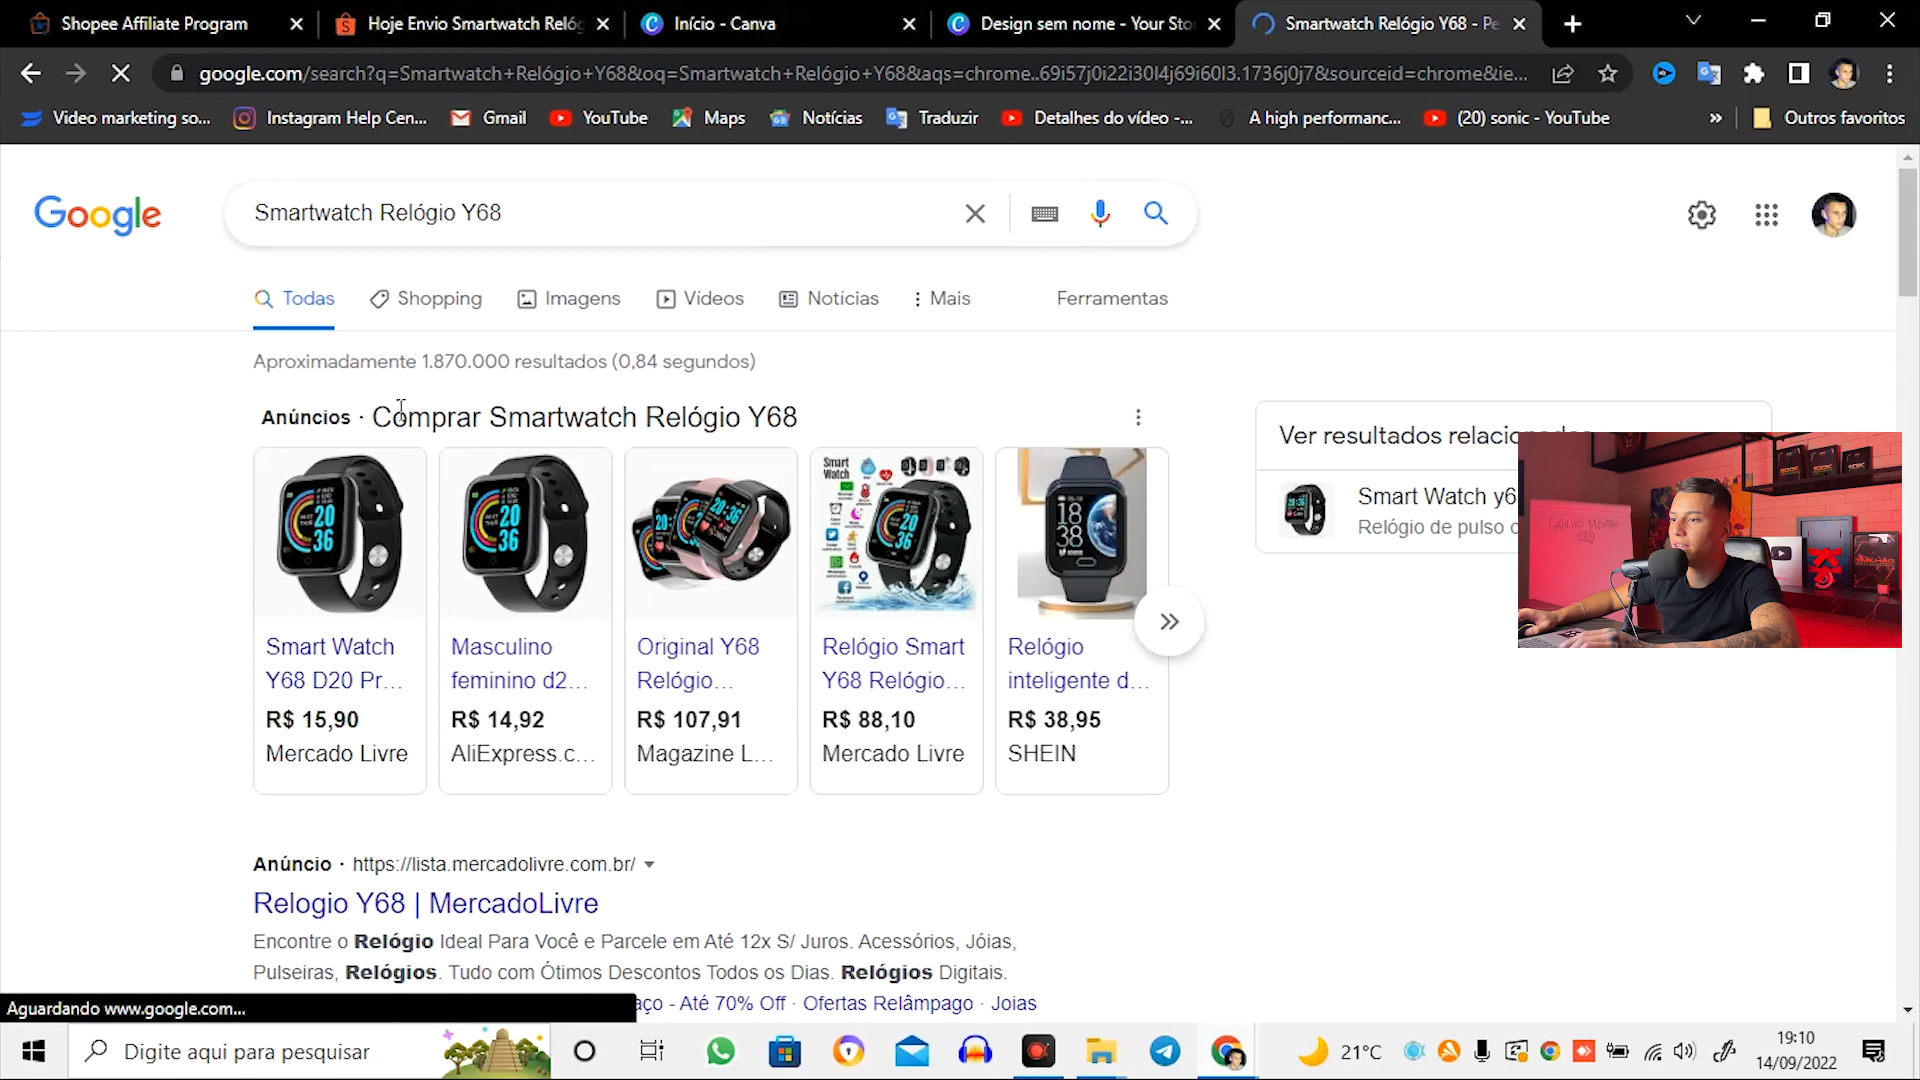 Shopee Affiliate Program
Hoje Envio Smartwatch Relóg
Início - Canva
Design sem nome - Your Sto
Smartwatch Relógio Y68 - Pe
google.com/search?q=Smartwatch+Relógio+Y68&oq=Smartwatch+Relógio+Y68&aqs=chrome..69i57j0i22i30l4j69i60l3.1736j0j7&sourceid=chrome&ie...
Video marketing so...
Instagram Help Cen...
Gmail
YouTube
Maps
Notícias
Traduzir
Detalhes do vídeo -...
A high performanc...
(20) sonic - YouTube
»
Outros favoritos
Google
Smartwatch Relógio Y68
Todas
Shopping
Imagens
Vídeos
Notícias
Mais
Ferramentas
Aproximadamente 1.870.000 resultados (0,84 segundos)
Anúncios · Comprar Smartwatch Relógio Y68
Smart Watch
Y68 D20 Pr...
R$ 15,90
Mercado Livre
Masculino
feminino d2...
R$ 14,92
AliExpress.c...
Original Y68
Relógio...
R$ 107,91
Magazine L...
Smart
Watch
Relógio Smart
Y68 Relógio...
R$ 88,10
Mercado Livre
18
38
Relógio
inteligente d...
R$ 38,95
SHEIN
Ver resultados relacionados
Smart Watch y6
Relógio de pulso
GATILHOS MENTAIS
Anúncio · https://lista.mercadolivre.com.br/
Relogio Y68 | MercadoLivre
Encontre o Relógio Ideal Para Você e Parcele em Até 12x S/ Juros. Acessórios, Jóias,
Pulseiras, Relógios. Tudo com Ótimos Descontos Todos os Dias. Relógios Digitais.
aço - Até 70% Off · Ofertas Relâmpago · Joias
Aguardando www.google.com...
Digite aqui para pesquisar
21°C
19:10
14/09/2022